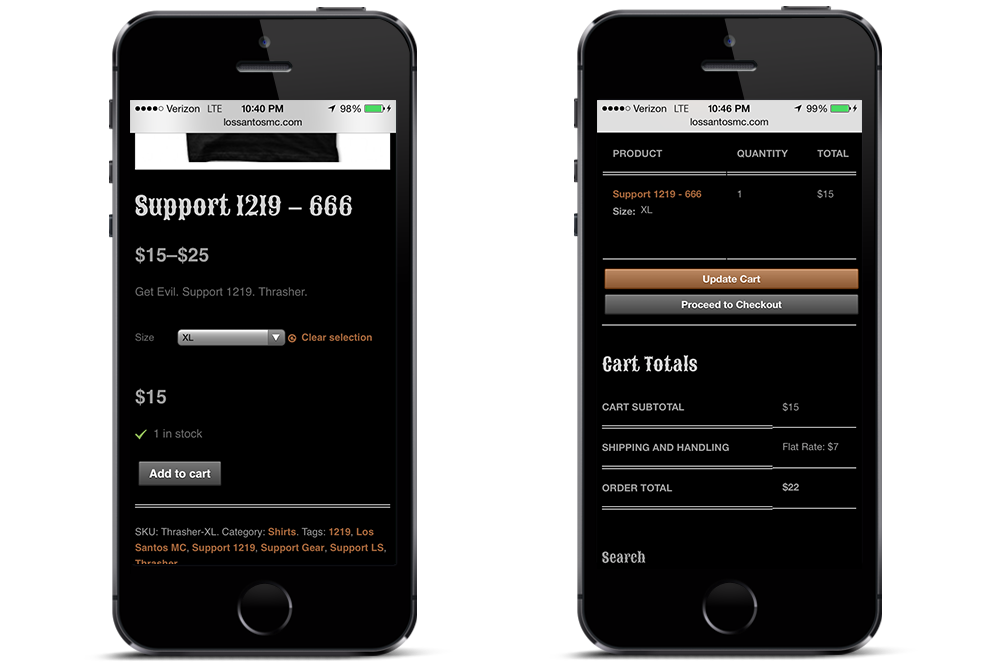 Verizon LTE 10:40 PM 98%
lossantosmc.com
Support 1219 – 666
$15–$25
Get Evil. Support 1219. Thrasher.
Size XL Clear selection
$15
1 in stock
Add to cart
SKU: Thrasher-XL. Category: Shirts. Tags: 1219, Los
Santos MC, Support 1219, Support Gear, Support LS,
Thrasher
Verizon LTE 10:46 PM 99%
lossantosmc.com
PRODUCT QUANTITY TOTAL
Support 1219 - 666 1 $15
Size: XL
Update Cart
Proceed to Checkout
Cart Totals
CART SUBTOTAL $15
SHIPPING AND HANDLING Flat Rate: $7
ORDER TOTAL $22
Search